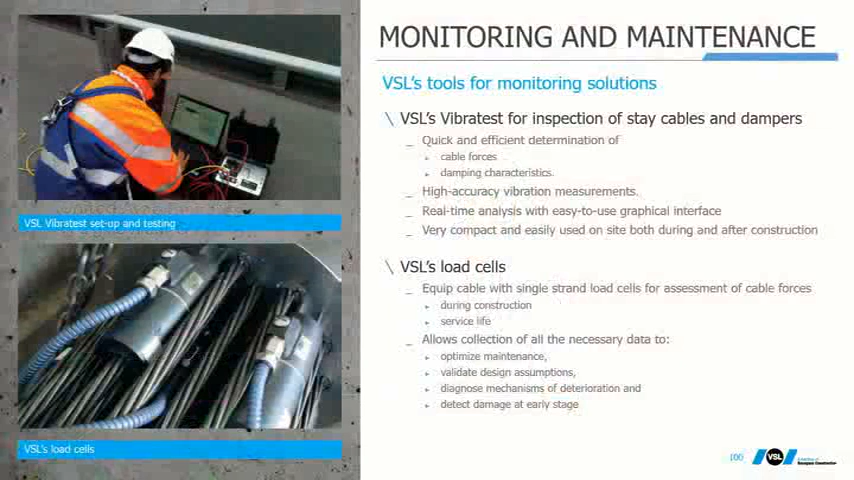 MONITORING AND MAINTENANCE
VSL's tools for monitoring solutions
\ VSL's Vibratest for inspection of stay cables and dampers
_ Quick and efficient determination of
▸ cable forces
▸ damping characteristics.
_ High-accuracy vibration measurements.
_ Real-time analysis with easy-to-use graphical interface
_ Very compact and easily used on site both during and after construction
\ VSL's load cells
_ Equip cable with single strand load cells for assessment of cable forces
▸ during construction
▸ service life
_ Allows collection of all the necessary data to:
▸ optimize maintenance,
▸ validate design assumptions,
▸ diagnose mechanisms of deterioration and
▸ detect damage at early stage
VSL Vibratest set-up and testing
VSL's load cells
100
VSL